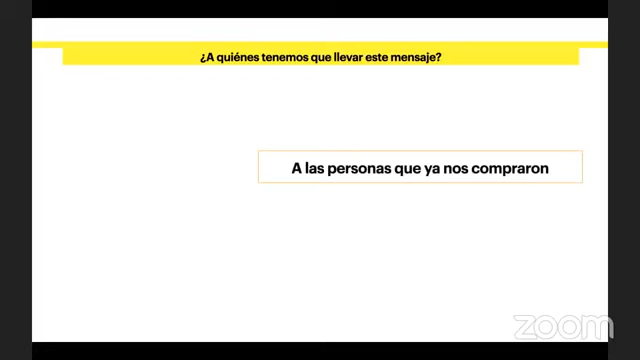 ¿A quiénes tenemos que llevar este mensaje?
A las personas que ya nos compraron
zoom